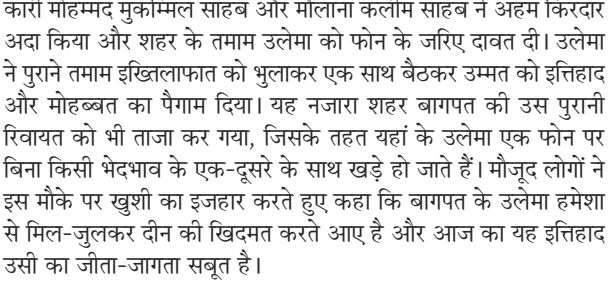 कारी मोहम्मद मुकम्मिल साहब और मौलाना कलीम साहब ने अहम किरदार
अदा किया और शहर के तमाम उलेमा को फोन के जरिए दावत दी। उलेमा
ने पुराने तमाम इख्तिलाफात को भुलाकर एक साथ बैठकर उम्मत को इत्तिहाद
और मोहब्बत का पैगाम दिया। यह नजारा शहर बागपत की उस पुरानी
रिवायत को भी ताजा कर गया, जिसके तहत यहां के उलेमा एक फोन पर
बिना किसी भेदभाव के एक-दूसरे के साथ खड़े हो जाते हैं। मौजूद लोगों ने
इस मौके पर खुशी का इजहार करते हुए कहा कि बागपत के उलेमा हमेशा
से मिल-जुलकर दीन की खिदमत करते आए है और आज का यह इत्तिहाद
उसी का जीता-जागता सबूत है।